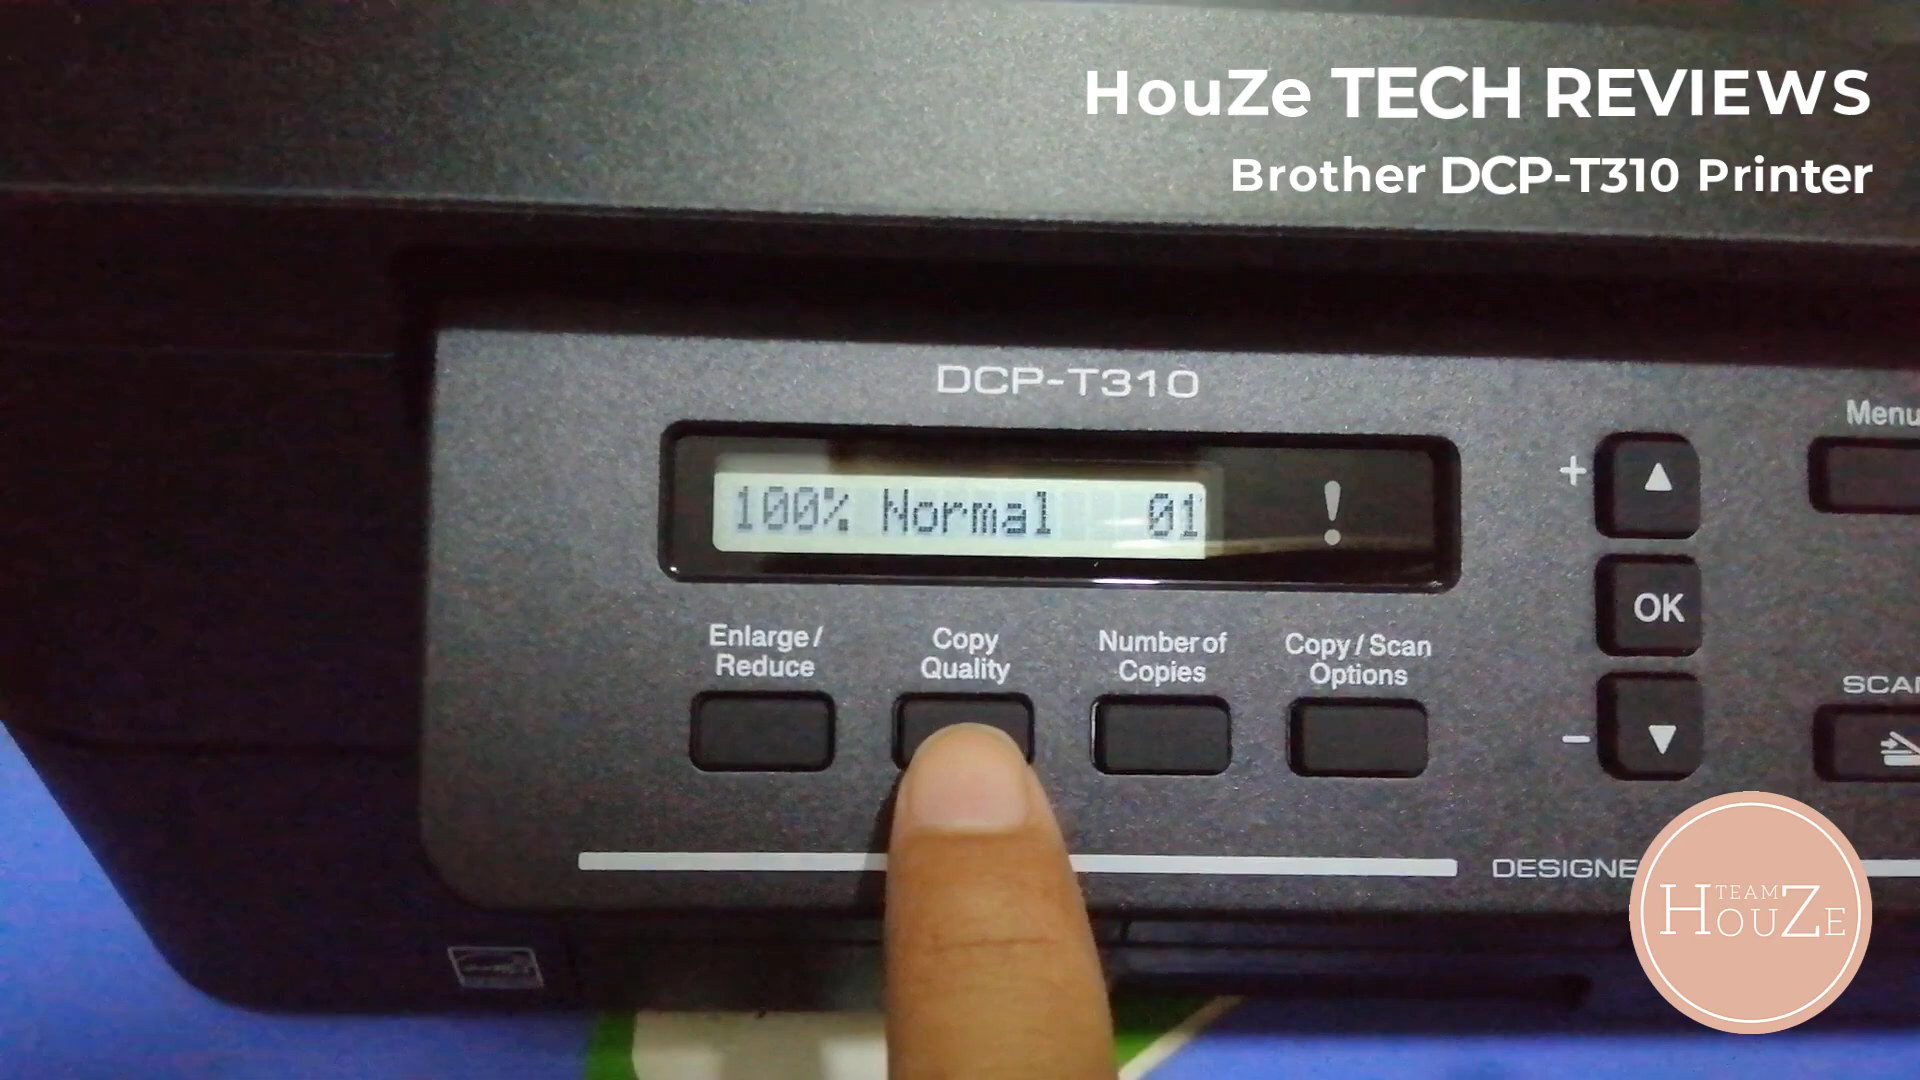 HouZe TECH REVIEWS
Brother DCP-T310 Printer
DCP-T310
100% Normal 01
!
Menu
+
▲
OK
Enlarge /
Reduce
Copy
Quality
Number of
Copies
Copy / Scan
Options
−
▼
DESIGNE
TEAM
HOUZE